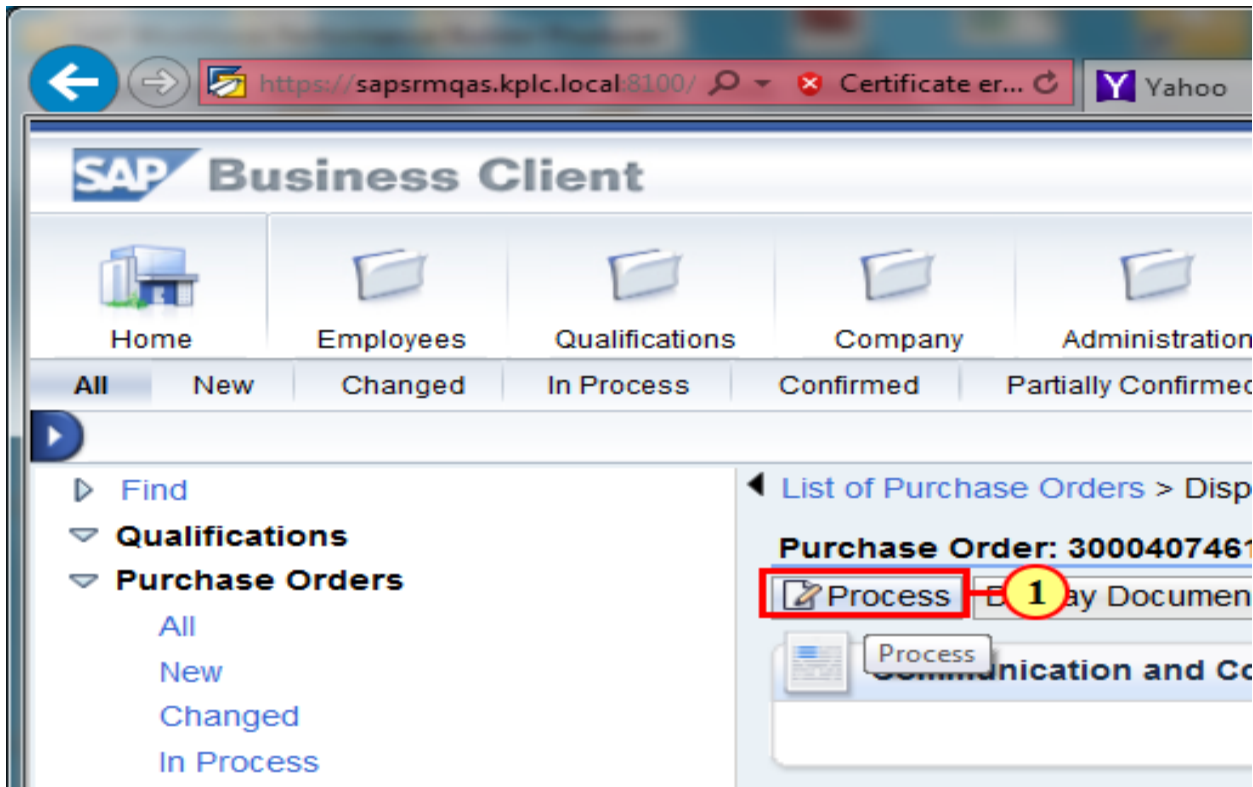 https://sapsrmqas.kplc.local:8100/ Certificate er... Yahoo
SAP Business Client
Home Employees Qualifications Company Administration
All New Changed In Process Confirmed Partially Confirmed
Find
Qualifications
Purchase Orders
All
New
Changed
In Process
List of Purchase Orders > Disp
Purchase Order: 3000407461
Process 1 ay Documen
Process
and Co